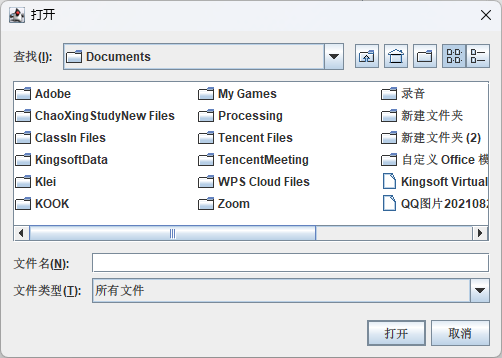 打开
查找(I):
Documents
Adobe
ChaoXingStudyNew Files
ClassIn Files
KingsoftData
Klei
KOOK
My Games
Processing
Tencent Files
TencentMeeting
WPS Cloud Files
Zoom
录音
新建文件夹
新建文件夹 (2)
自定义 Office 模
Kingsoft Virtual
QQ图片2021082
文件名(N):
文件类型(T):
所有文件
打开
取消